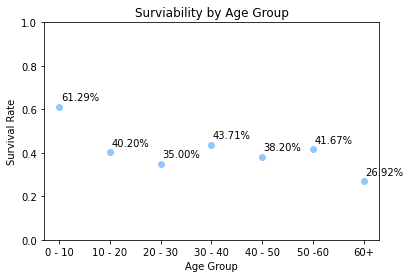 Surviability by Age Group
1.0
0.8
0.6
0.4
0.2
0.0
Survival Rate
61.29%
40.20%
35.00%
43.71%
38.20%
41.67%
26.92%
0 - 10
10 - 20
20 - 30
30 - 40
40 - 50
50-60
60+
Age Group